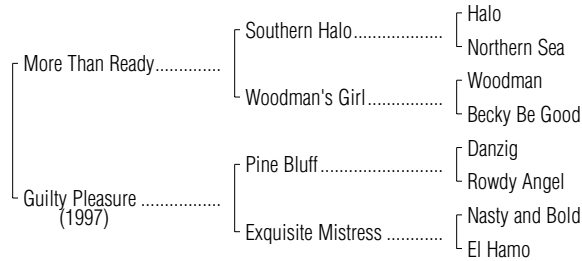 Halo
Southern Halo..................
Northern Sea
More Than Ready.............
Woodman
Woodman's Girl...............
Becky Be Good
Danzig
Pine Bluff.........................
Rowdy Angel
Guilty Pleasure ................
(1997)
Nasty and Bold
Exquisite Mistress ............
El Hamo